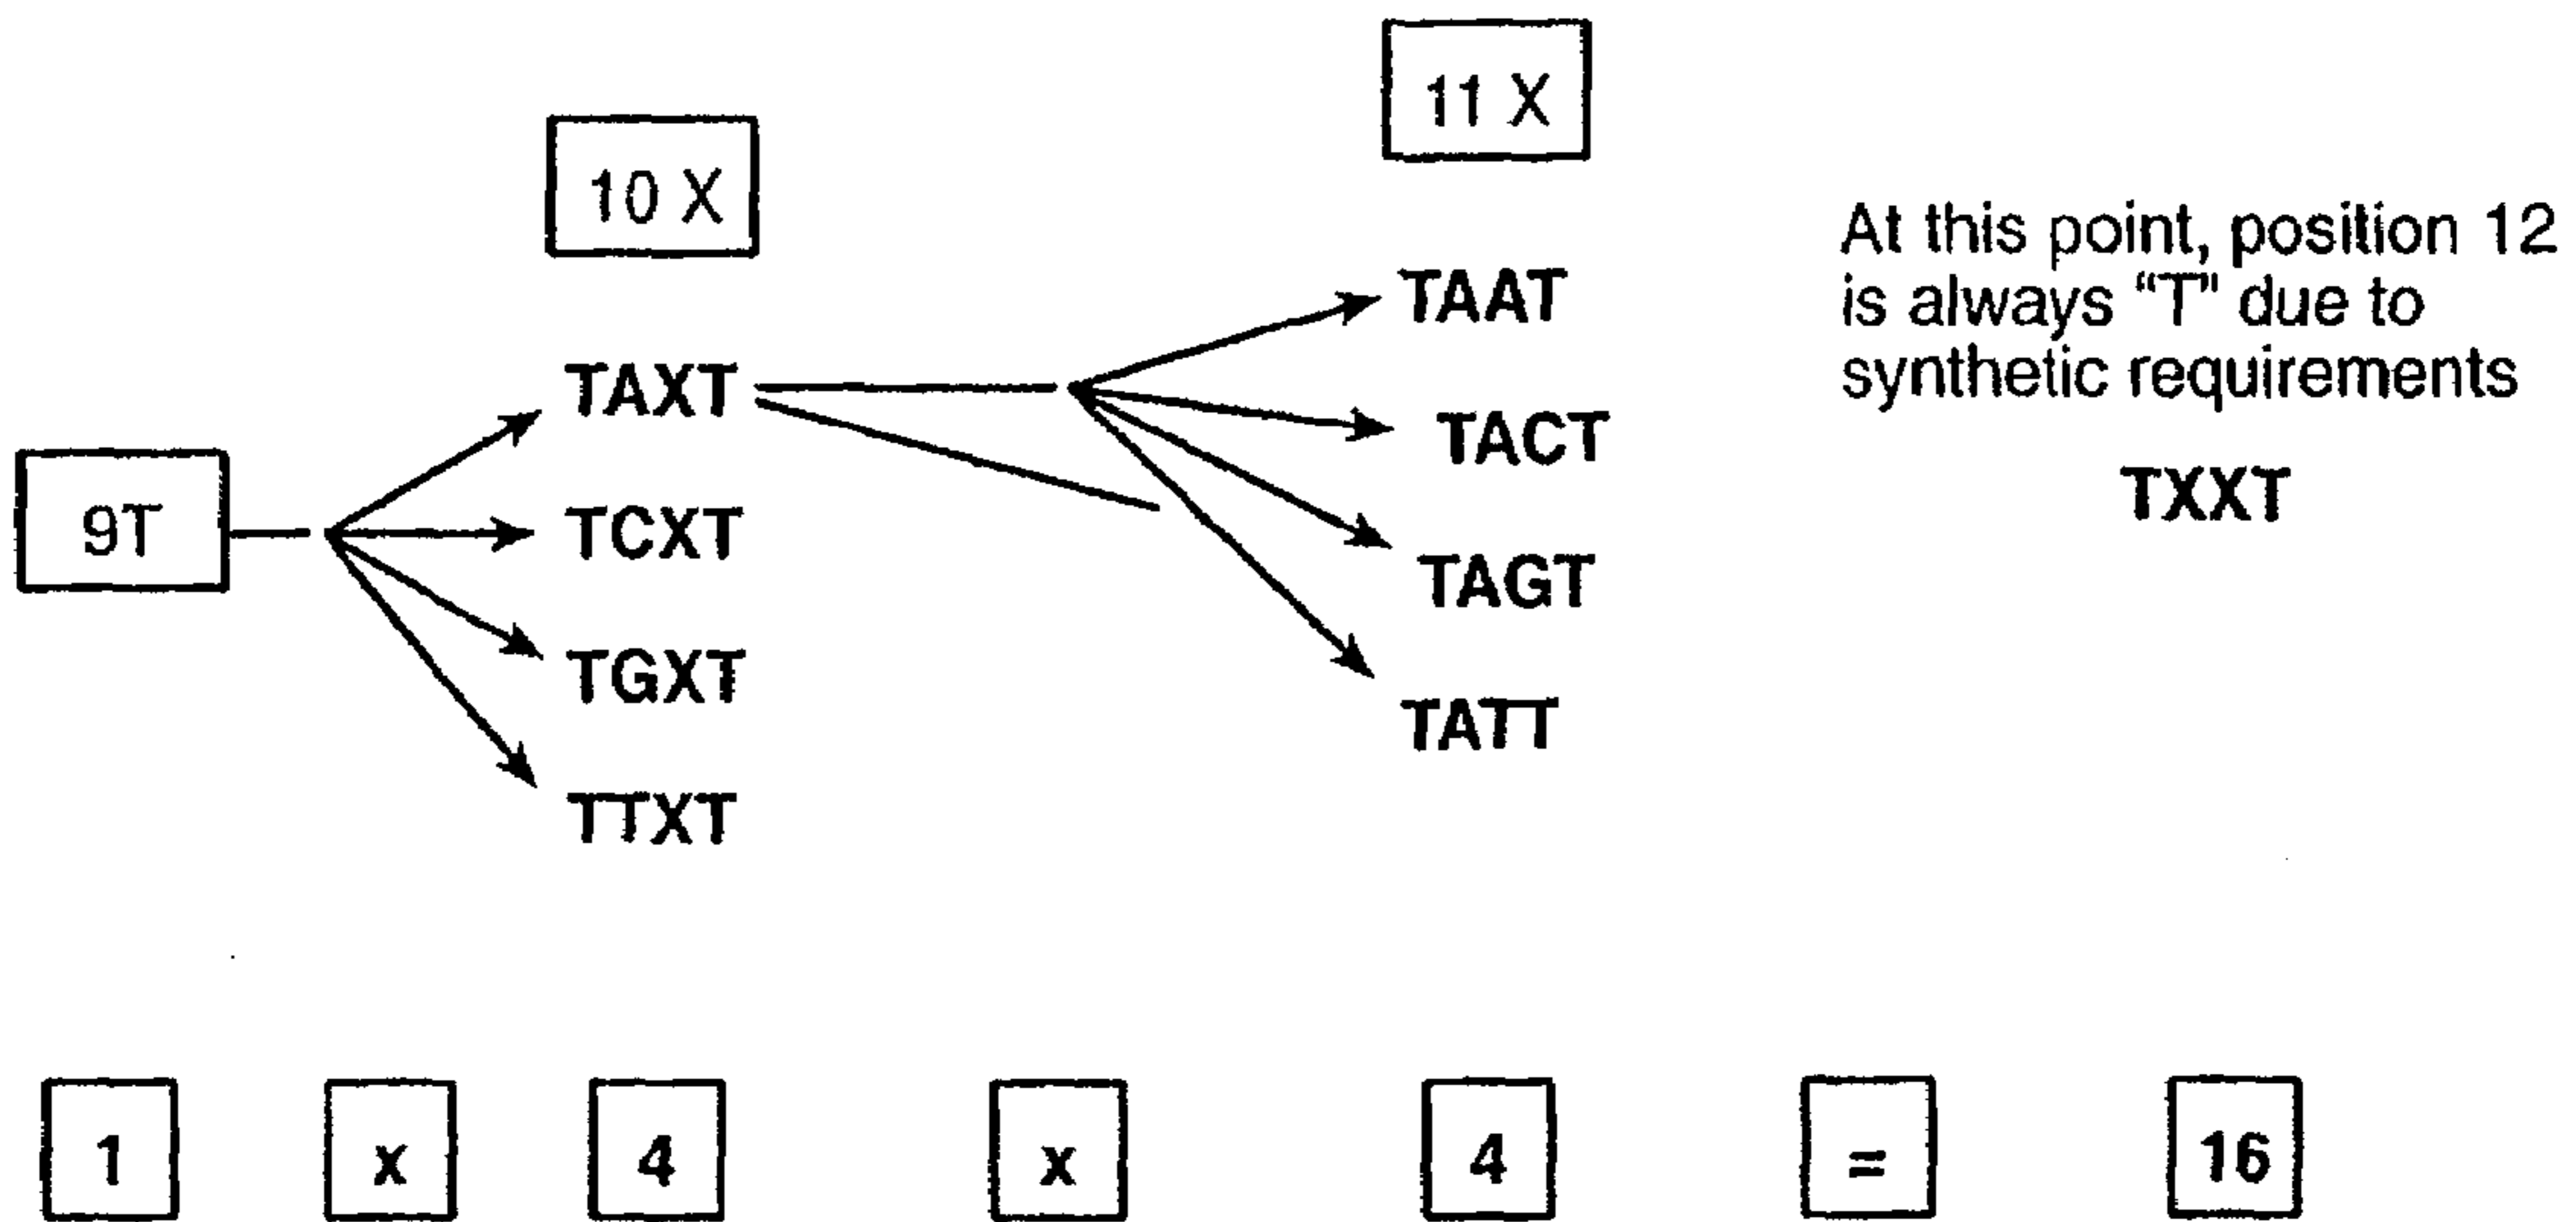 11 X
10 X
At this point, position 12
is always "T" due to
synthetic requirements
TAAT
TAXT
TACT
TXXT
9T
TCXT
TAGT
TGXT
TATT
TTXT
1 x 4 x 4 = 16